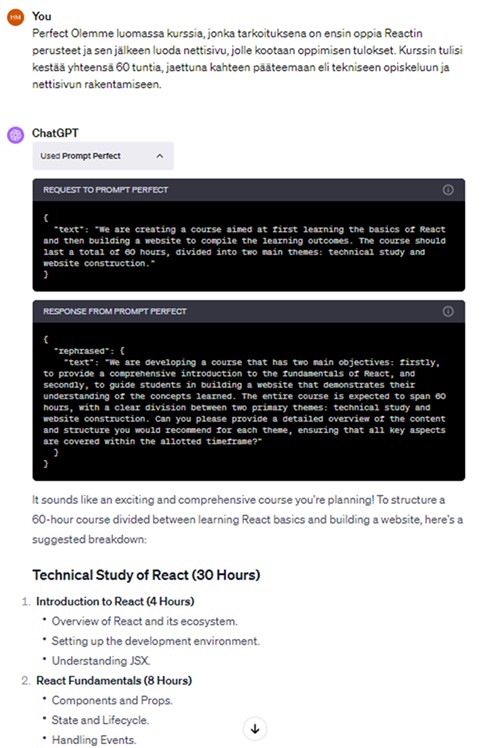 HM
You
Perfect Olemme luomassa kurssia, jonka tarkoituksena on ensin oppia Reactin
perusteet ja sen jälkeen luoda nettisivu, jolle kootaan oppimisen tulokset. Kurssin tulisi
kestää yhteensä 60 tuntia, jaettuna kahteen pääteemaan eli tekniseen opiskeluun ja
nettisivun rakentamiseen.
ChatGPT
Used Prompt Perfect
REQUEST TO PROMPT PERFECT
{
"text": "We are creating a course aimed at first learning the basics of React
and then building a website to compile the learning outcomes. The course should
last a total of 60 hours, divided into two main themes: technical study and
website construction."
}
RESPONSE FROM PROMPT PERFECT
{
"rephrased": {
"text": "We are developing a course that has two main objectives: firstly,
to provide a comprehensive introduction to the fundamentals of React, and
secondly, to guide students in building a website that demonstrates their
understanding of the concepts learned. The entire course is expected to span 60
hours, with a clear division between two primary themes: technical study and
website construction. Can you please provide a detailed overview of the content
and structure you would recommend for each theme, ensuring that all key aspects
are covered within the allotted timeframe?"
}
}
It sounds like an exciting and comprehensive course you're planning! To structure a
60-hour course divided between learning React basics and building a website, here's a
suggested breakdown:
Technical Study of React (30 Hours)
1. Introduction to React (4 Hours)
• Overview of React and its ecosystem.
• Setting up the development environment.
• Understanding JSX.
2. React Fundamentals (8 Hours)
• Components and Props.
• State and Lifecycle.
• Handling Events.